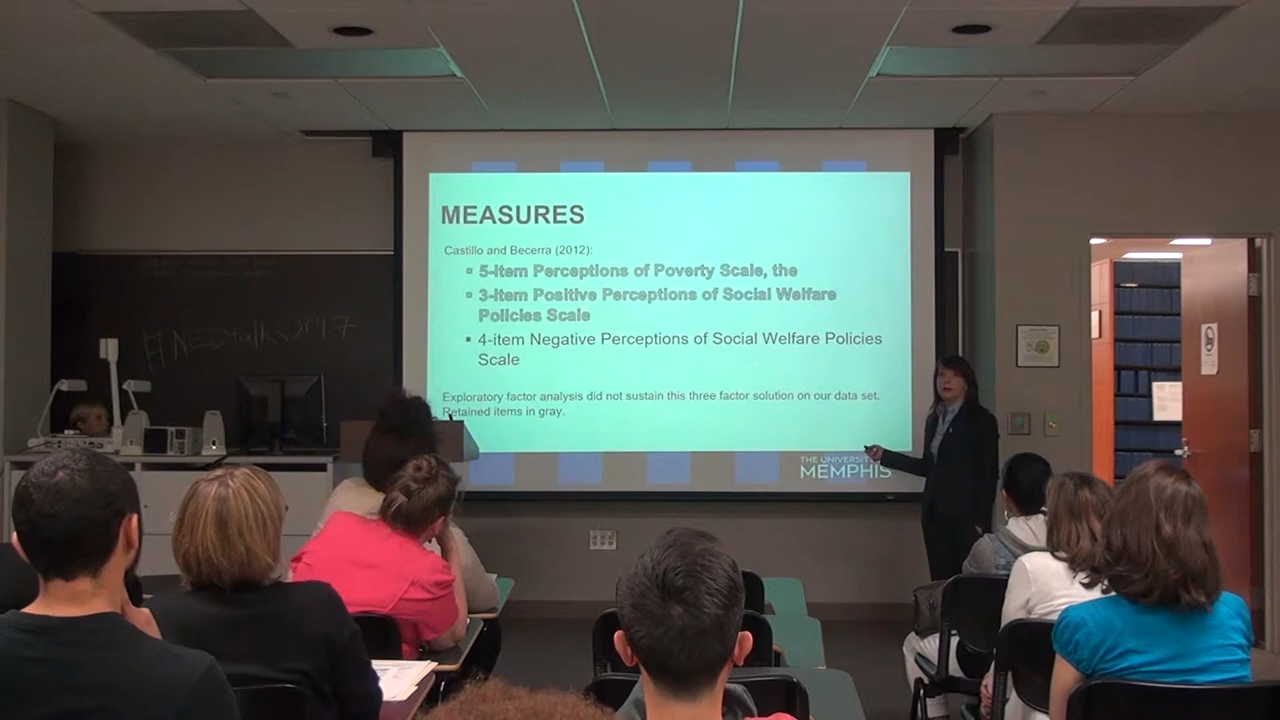 MEASURES
Castillo and Becerra (2012):
▪ 5-Item Perceptions of Poverty Scale, the
▪ 3-Item Positive Perceptions of Social Welfare
Policies Scale
▪ 4-item Negative Perceptions of Social Welfare Policies
Scale
Exploratory factor analysis did not sustain this three factor solution on our data set.
Retained items in gray.
THE UNIVERSITY
MEMPHIS